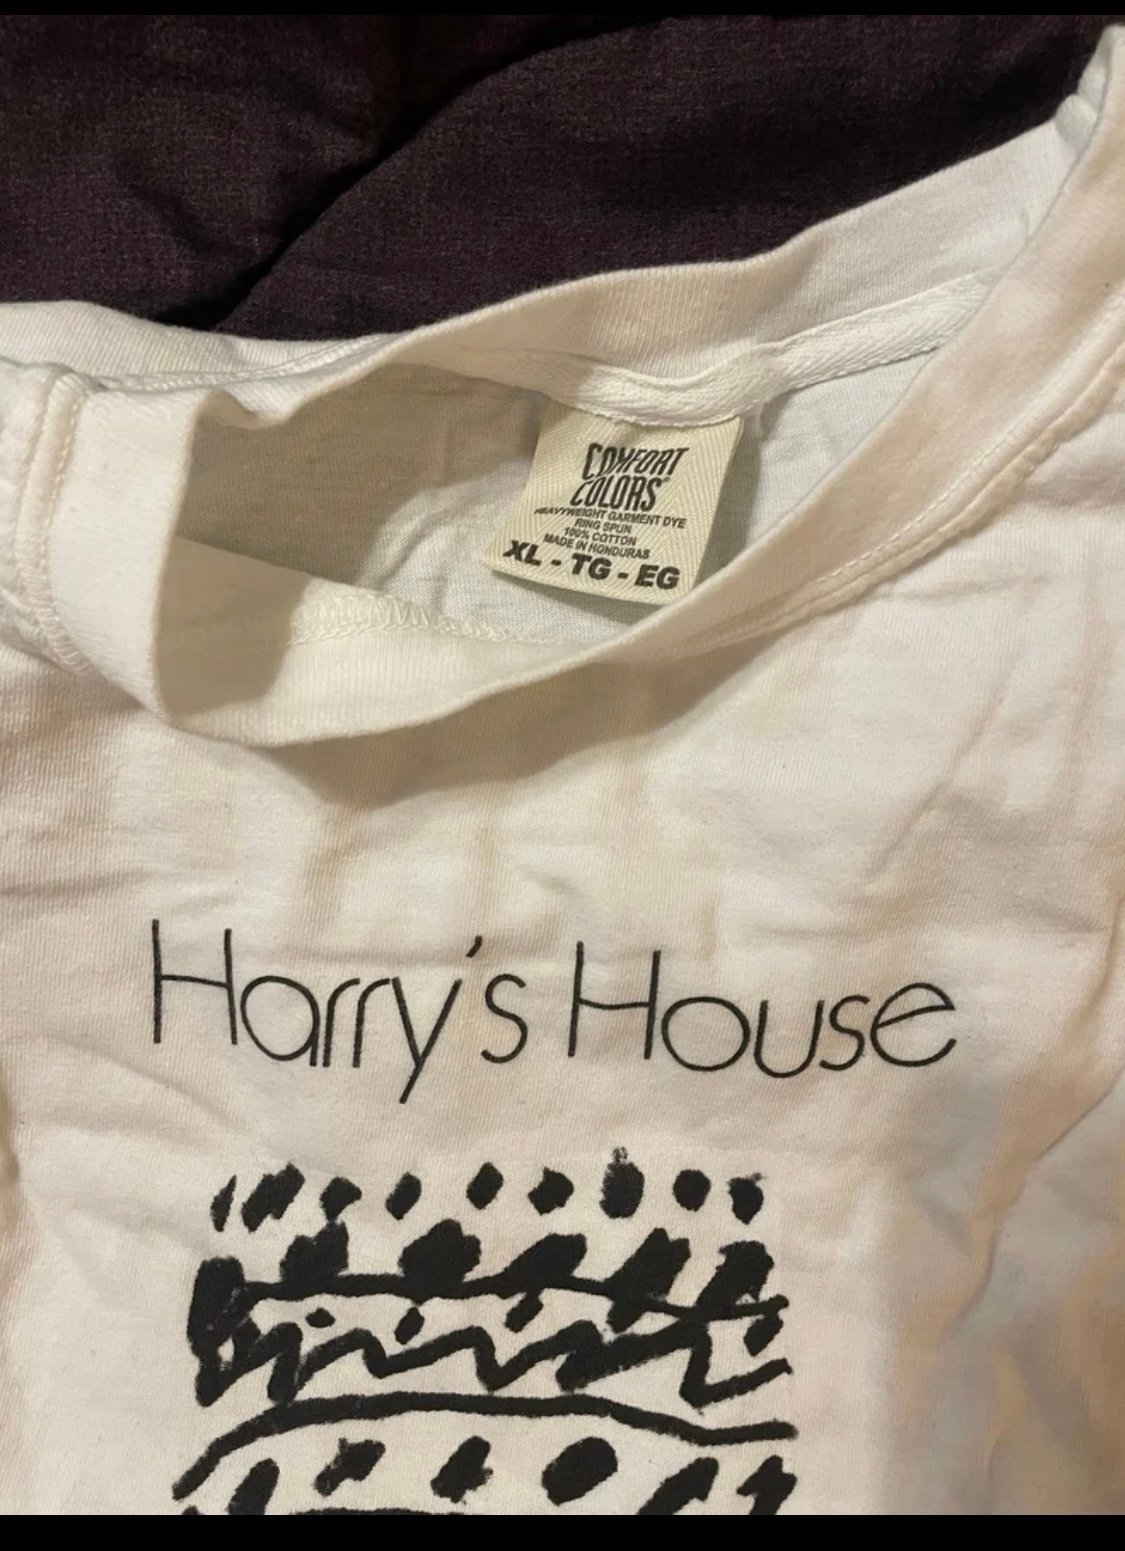 COMFORT
COLORS®
HEAVYWEIGHT GARMENT DYE
RING SPUN
100% COTTON
MADE IN HONDURAS
XL - TG - EG
Harry's House